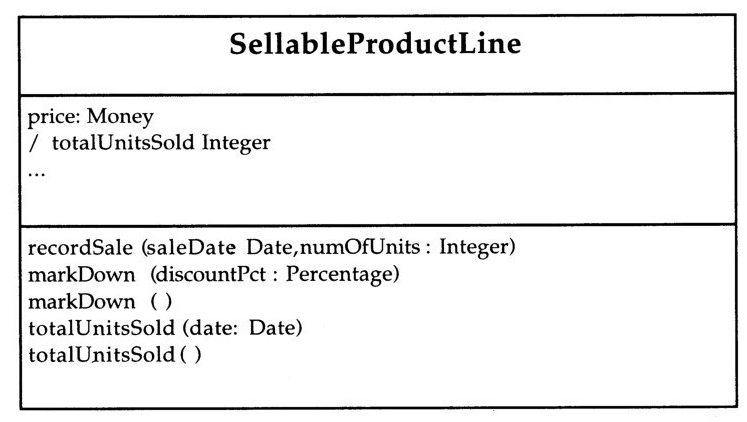 SellableProductLine
price: Money
/ totalUnitsSold Integer
...
recordSale (saleDate Date,numOfUnits : Integer)
markDown (discountPct : Percentage)
markDown ( )
totalUnitsSold (date: Date)
totalUnitsSold ( )